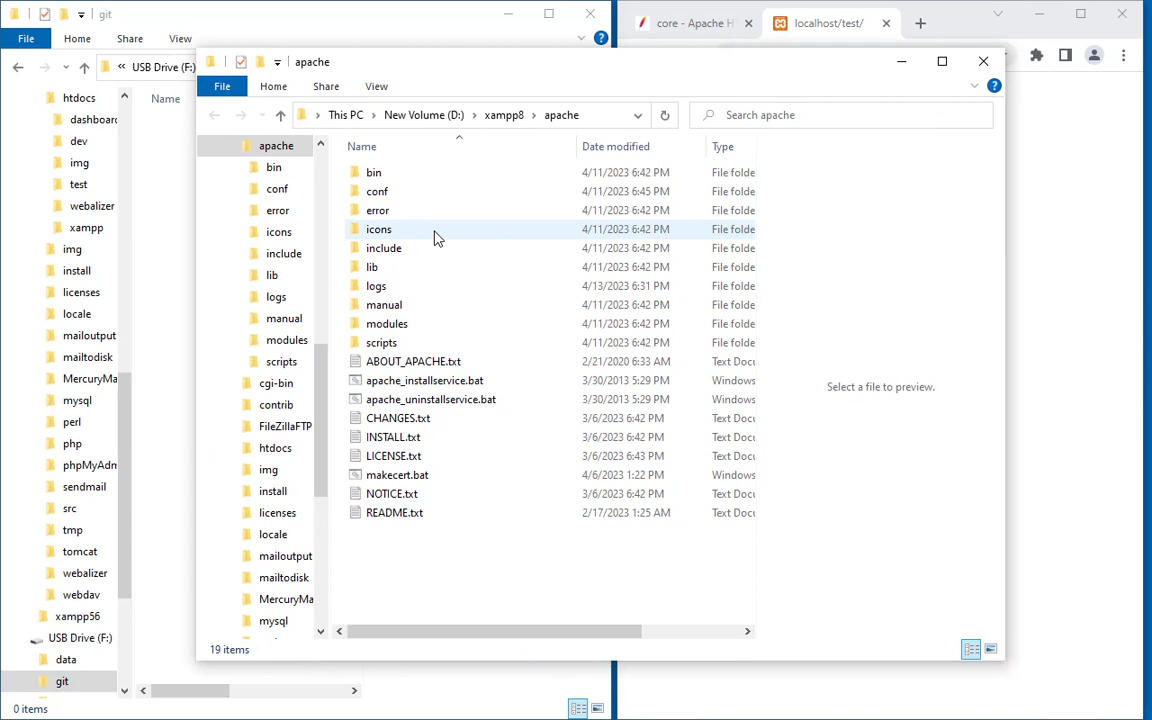 git
File Home Share View
USB Drive (F:)
Name
htdocs
dashboard
dev
img
test
webalizer
xampp
img
install
licenses
locale
mailoutput
mailtodisk
MercuryMa
mysql
perl
php
phpMyAdm
sendmail
src
tmp
tomcat
webalizer
webdav
xampp56
USB Drive (F:)
data
git
0 items
core - Apache H
localhost/test/
apache
File Home Share View
This PC > New Volume (D:) > xampp8 > apache
Search apache
apache
bin
conf
error
icons
include
lib
logs
manual
modules
scripts
cgi-bin
contrib
FileZillaFTP
htdocs
img
install
licenses
locale
mailoutput
mailtodisk
MercuryMa
mysql
Name Date modified Type
bin 4/11/2023 6:42 PM File folde
conf 4/11/2023 6:45 PM File folde
error 4/11/2023 6:42 PM File folde
icons 4/11/2023 6:42 PM File folde
include 4/11/2023 6:42 PM File folde
lib 4/11/2023 6:42 PM File folde
logs 4/13/2023 6:31 PM File folde
manual 4/11/2023 6:42 PM File folde
modules 4/11/2023 6:42 PM File folde
scripts 4/11/2023 6:42 PM File folde
ABOUT_APACHE.txt 2/21/2020 6:33 AM Text Docu
apache_installservice.bat 3/30/2013 5:29 PM Windows
apache_uninstallservice.bat 3/30/2013 5:29 PM Windows
CHANGES.txt 3/6/2023 6:42 PM Text Docu
INSTALL.txt 3/6/2023 6:42 PM Text Docu
LICENSE.txt 3/6/2023 6:43 PM Text Docu
makecert.bat 4/6/2023 1:22 PM Windows
NOTICE.txt 3/6/2023 6:42 PM Text Docu
README.txt 2/17/2023 1:25 AM Text Docu
Select a file to preview.
19 items